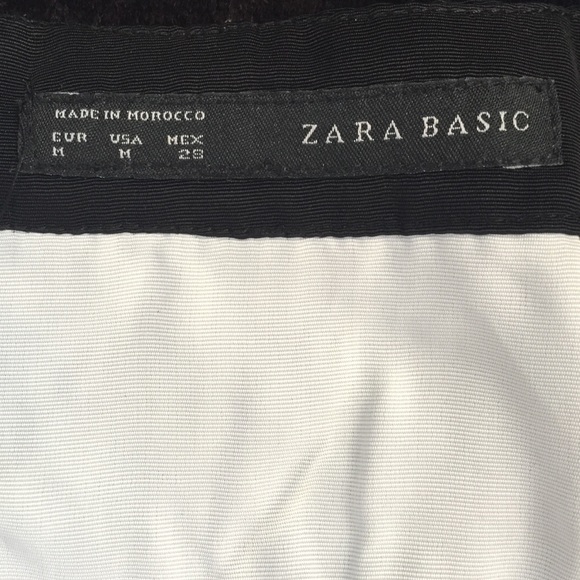 MADE IN MOROCCO
EUR USA MEX
M M 28
ZARA BASIC